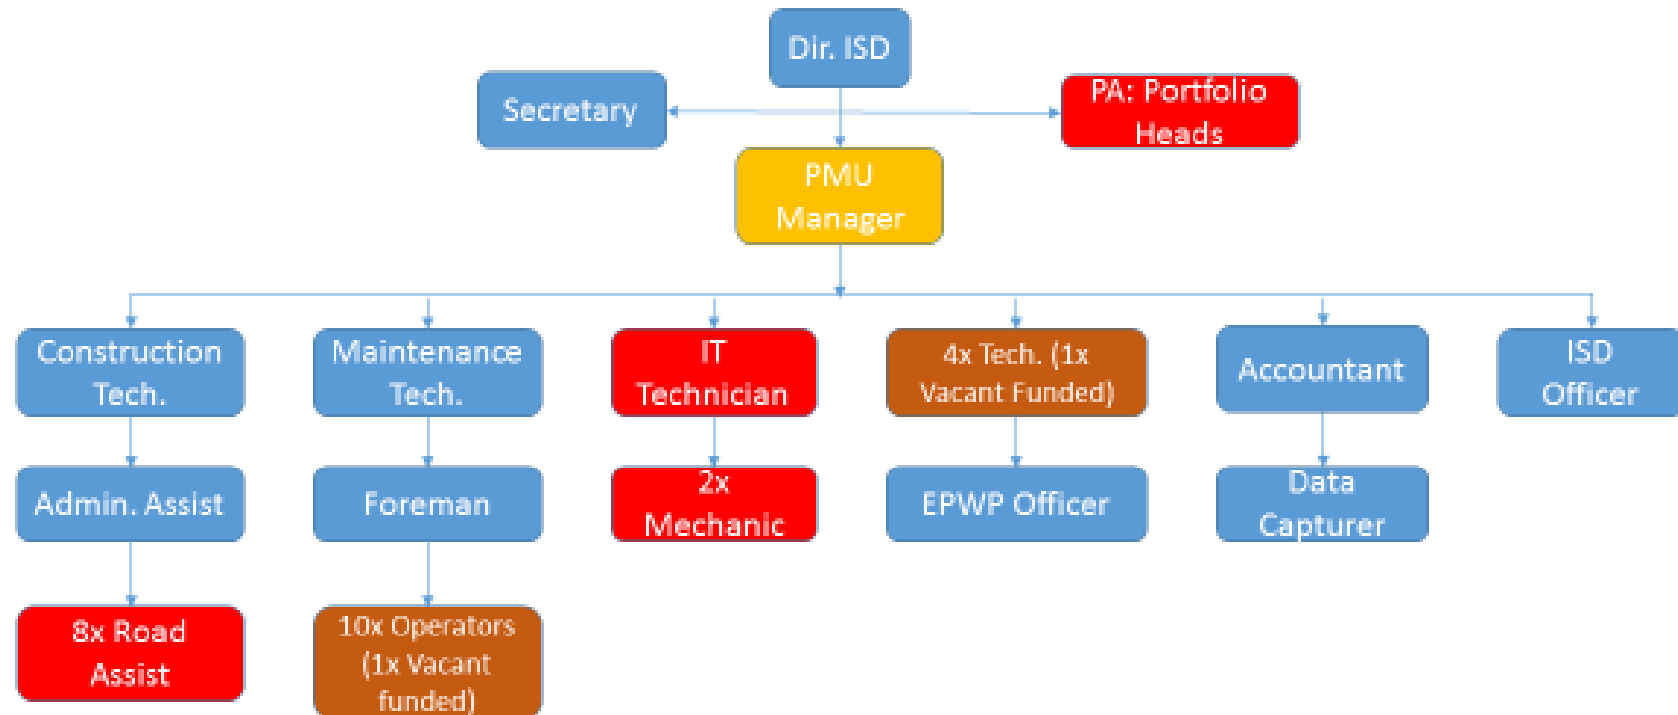 Dir. ISD
Secretary
PA: Portfolio
Heads
PMU
Manager
Construction
Tech.
Maintenance
Tech.
IT
Technician
4x Tech. (1x
Vacant Funded)
Accountant
ISD
Officer
Admin. Assist
Foreman
2x
Mechanic
EPWP Officer
Data
Capturer
8x Road
Assist
10x Operators
(1x Vacant
funded)